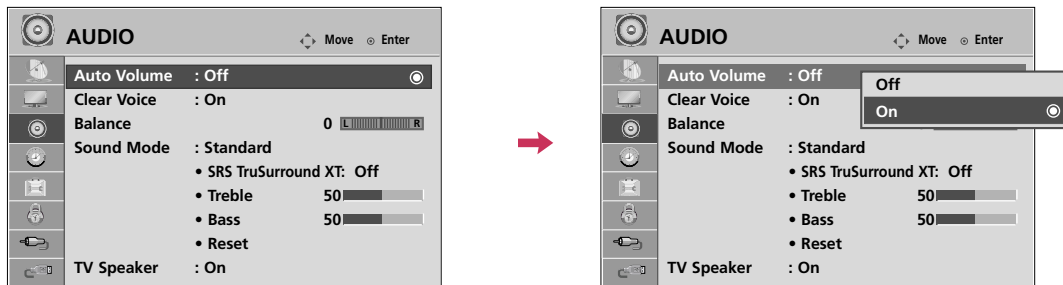 AUDIO Move Enter
Auto Volume : Off
Clear Voice : On
Balance 0 L R
Sound Mode : Standard
• SRS TruSurround XT: Off
• Treble 50
• Bass 50
• Reset
TV Speaker : On
AUDIO Move Enter
Auto Volume : Off
Off
Clear Voice : On
On
Balance
Sound Mode : Standard
• SRS TruSurround XT: Off
• Treble 50
• Bass 50
• Reset
TV Speaker : On